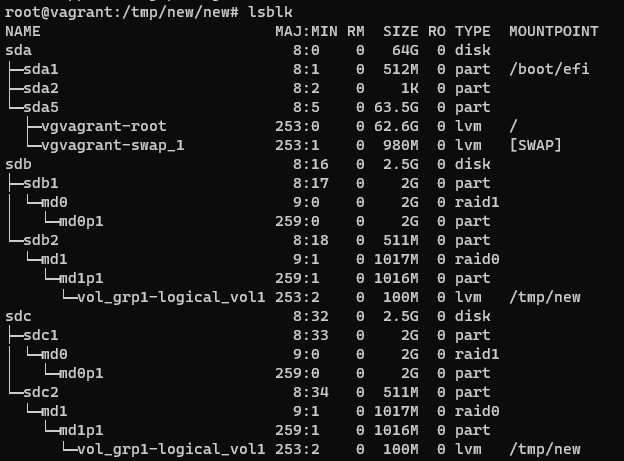 root@vagrant:/tmp/new/new# lsblk
NAME                          MAJ:MIN RM  SIZE RO TYPE  MOUNTPOINT
sda                             8:0    0   64G  0 disk
├─sda1                          8:1    0  512M  0 part  /boot/efi
├─sda2                          8:2    0    1K  0 part
└─sda5                          8:5    0 63.5G  0 part
  ├─vgvagrant-root            253:0    0 62.6G  0 lvm   /
  └─vgvagrant-swap_1          253:1    0  980M  0 lvm   [SWAP]
sdb                             8:16   0  2.5G  0 disk
├─sdb1                          8:17   0    2G  0 part
│ └─md0                         9:0    0    2G  0 raid1
│   └─md0p1                   259:0    0    2G  0 part
└─sdb2                          8:18   0  511M  0 part
  └─md1                         9:1    0 1017M  0 raid0
    └─md1p1                   259:1    0 1016M  0 part
      └─vol_grp1-logical_vol1 253:2    0  100M  0 lvm   /tmp/new
sdc                             8:32   0  2.5G  0 disk
├─sdc1                          8:33   0    2G  0 part
│ └─md0                         9:0    0    2G  0 raid1
│   └─md0p1                   259:0    0    2G  0 part
└─sdc2                          8:34   0  511M  0 part
  └─md1                         9:1    0 1017M  0 raid0
    └─md1p1                   259:1    0 1016M  0 part
      └─vol_grp1-logical_vol1 253:2    0  100M  0 lvm   /tmp/new